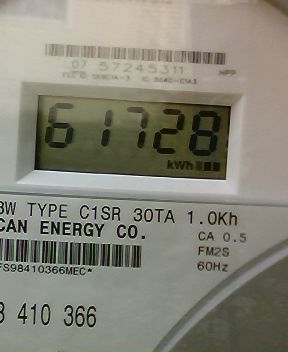 07 57245311
NPP
61728
kWh
3W TYPE C1SR 30TA 1.0Kh
CAN ENERGY CO.
CA 0.5
FM2S
60Hz
FS98410366MEC*
410 366